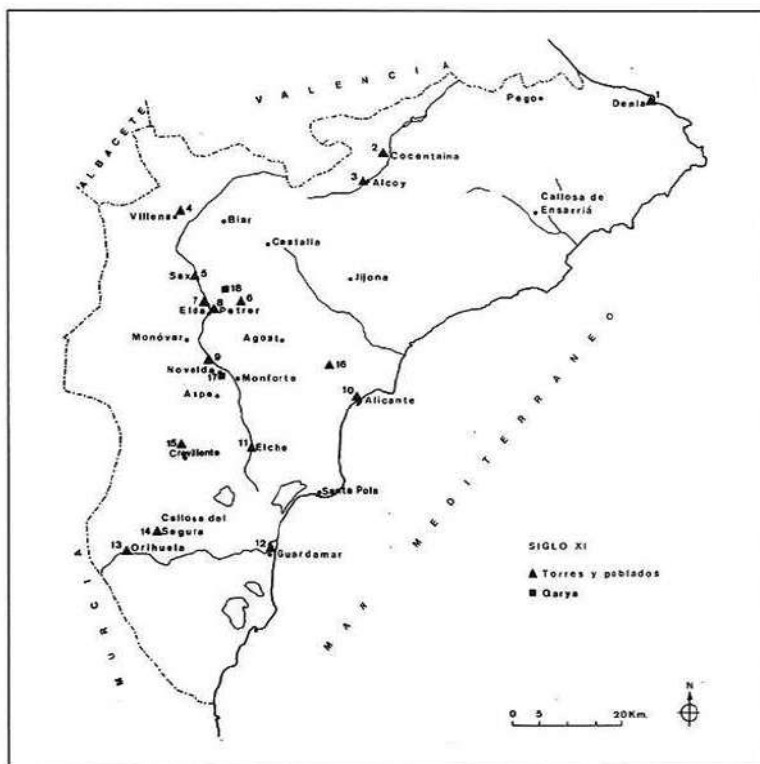 VALENCIA
ALBACETE
Pego
Denia
1
2
Cocentaina
3
Alcoy
Callosa de
Ensarriá
4
Villena
Biar
Castalla
Sax
5
Jijona
18
7
6
8
Elda
Petrer
Monóvar
Agost
9
16
Novelda
17
Monforte
Aspe
10
Alicante
15
Crevillente
11
Elche
Santa Pola
Callosa del
14
Segura
13
Orihuela
12
Guardamar
MURCIA
MAR MEDITERRANEO
SIGLO XI
Torres y poblados
Qarya
N
0 5 20 Km.